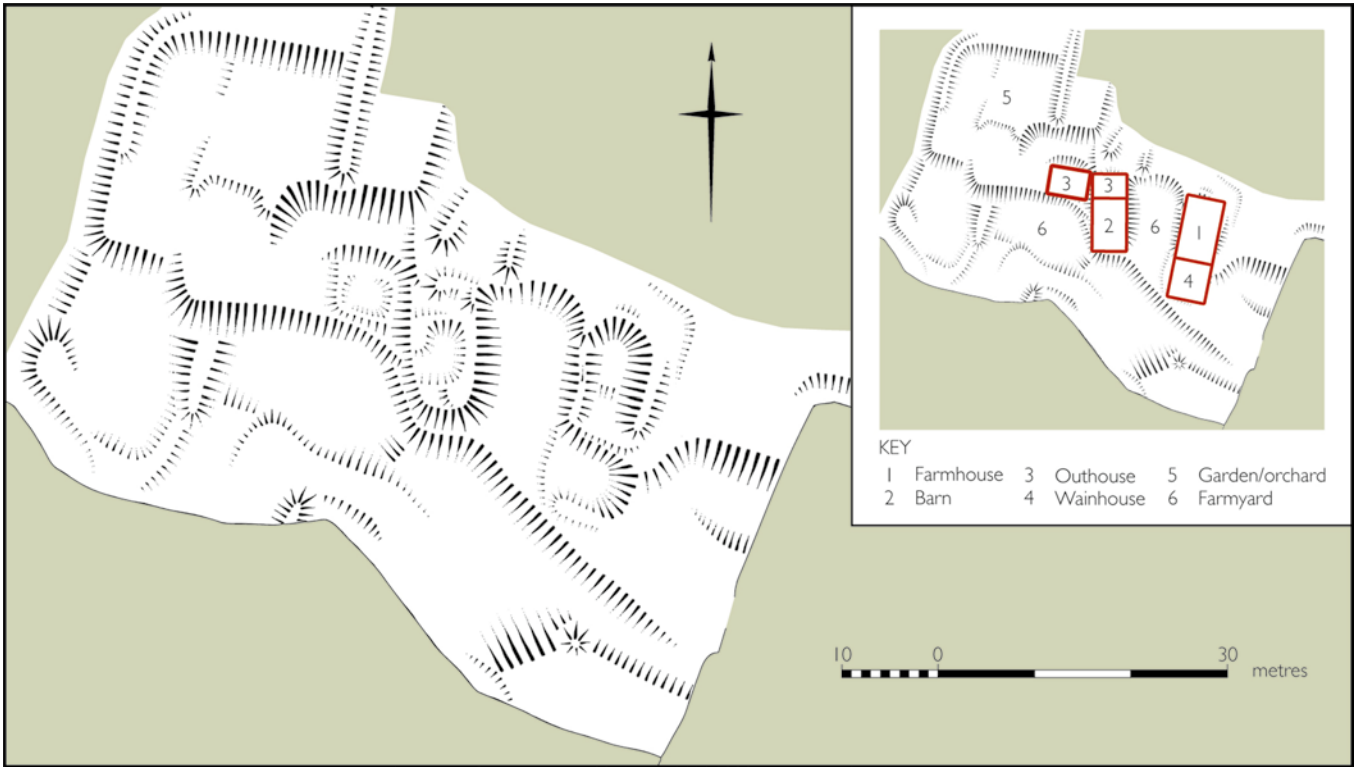 5
3 3
6 2 6 1
4
KEY
1 Farmhouse 3 Outhouse 5 Garden/orchard
2 Barn 4 Wainhouse 6 Farmyard
10 0 30
metres